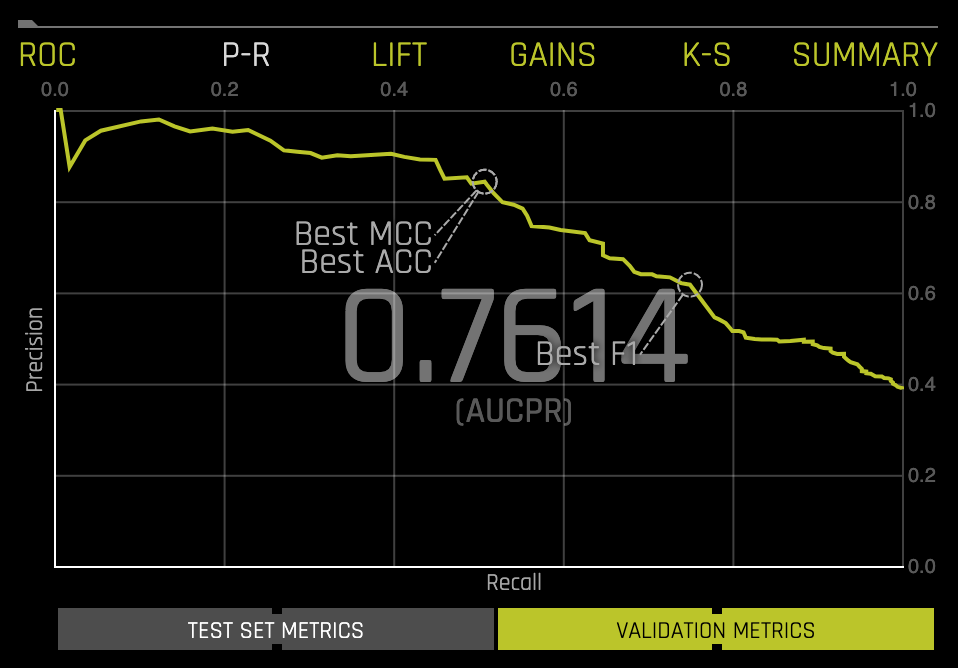 ROC P-R LIFT GAINS K-S SUMMARY
0.0 0.2 0.4 0.6 0.8 1.0
1.0
0.8
Best MCC
Best ACC
0.6
0.7614
Precision
Best F1
0.4
(AUCPR)
0.2
0.0
Recall
TEST SET METRICS VALIDATION METRICS